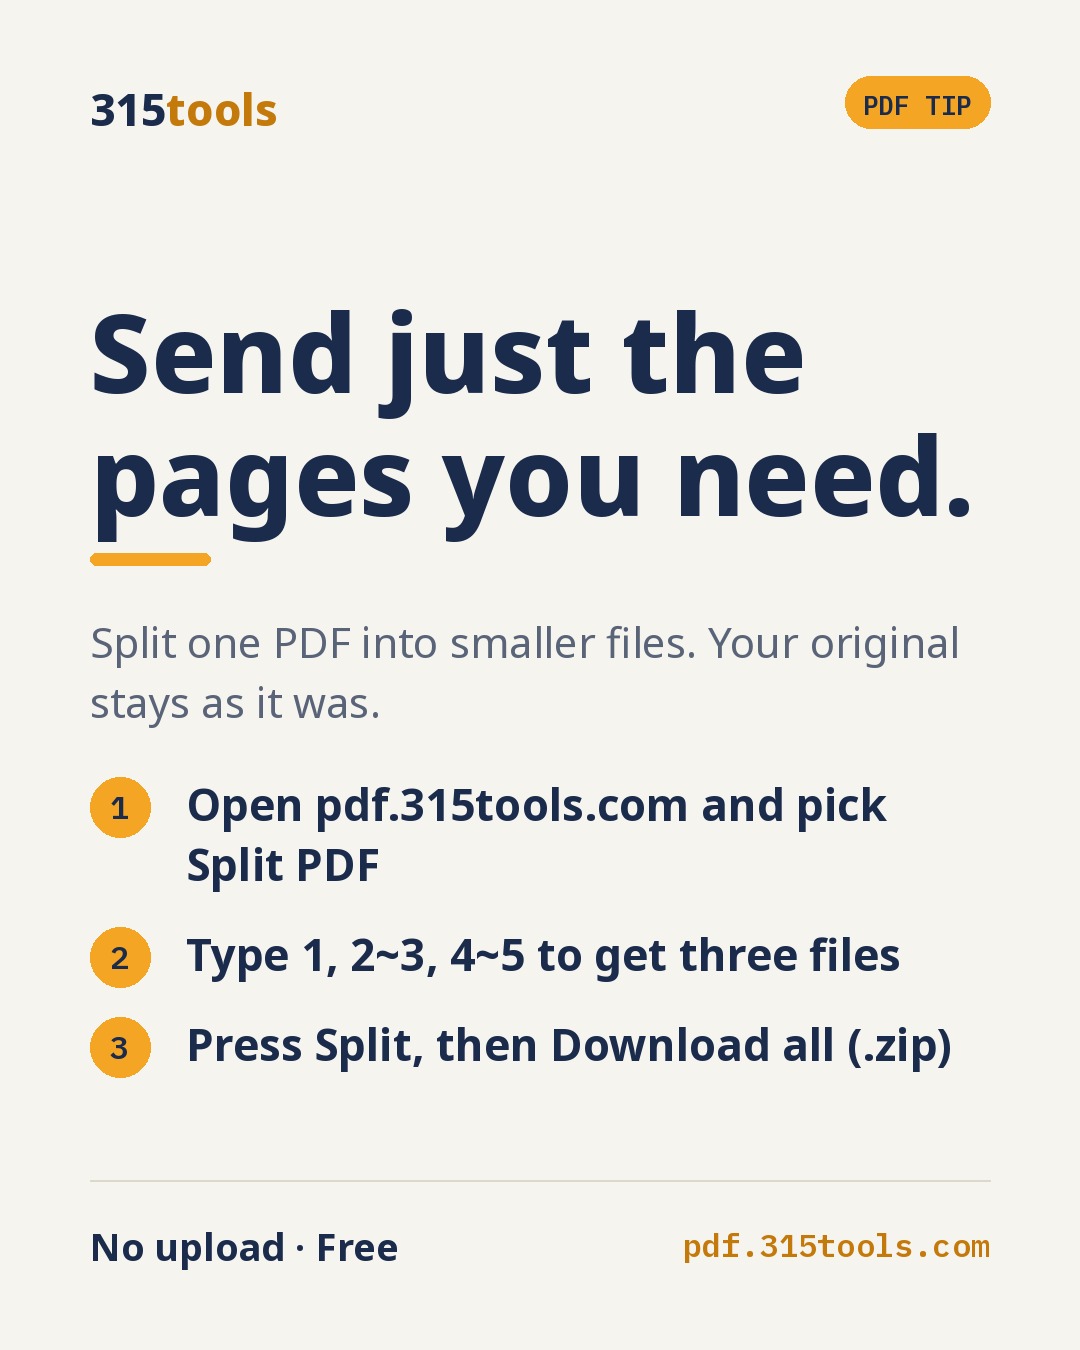 315tools
PDF TIP
Send just the
pages you need.
Split one PDF into smaller files. Your original
stays as it was.
1 Open pdf.315tools.com and pick
Split PDF
2 Type 1, 2~3, 4~5 to get three files
3 Press Split, then Download all (.zip)
No upload · Free
pdf.315tools.com